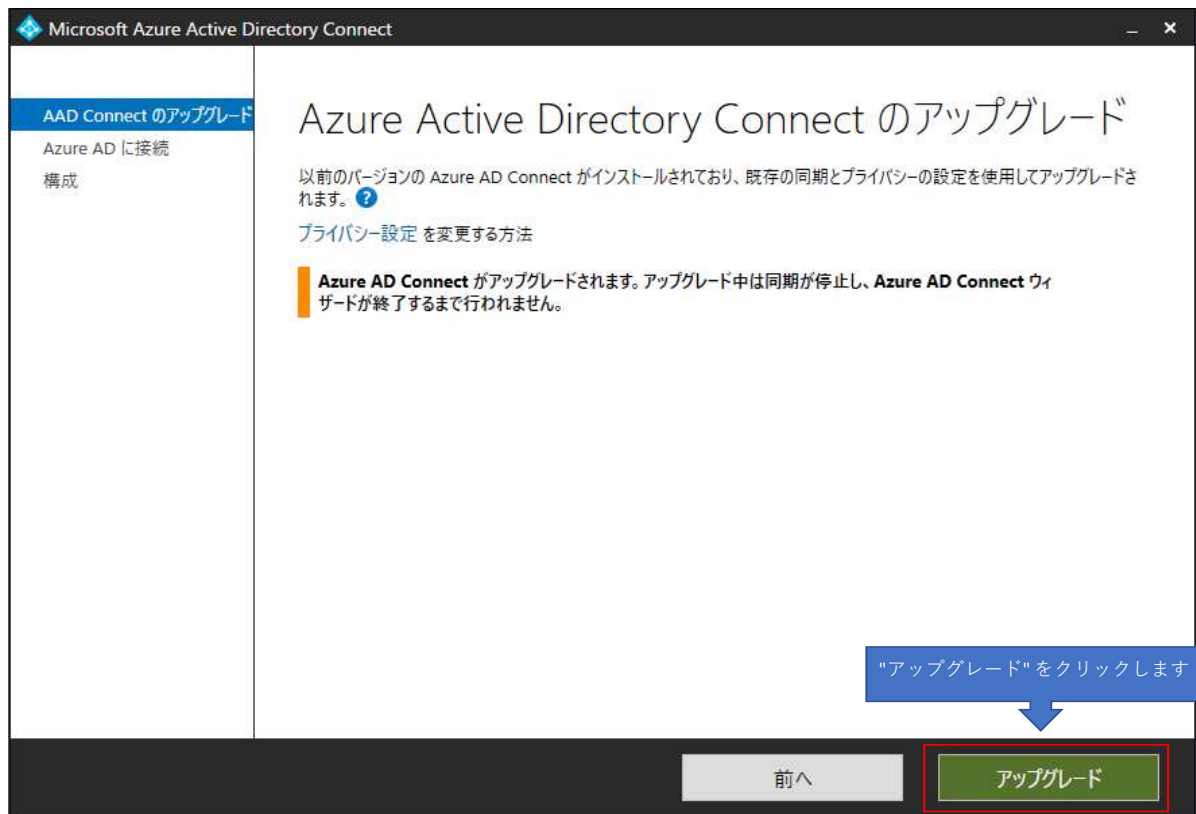 Microsoft Azure Active Directory Connect
AAD Connect のアップグレード
Azure AD に接続
構成
Azure Active Directory Connect のアップグレード
以前のバージョンの Azure AD Connect がインストールされており、既存の同期とプライバシーの設定を使用してアップグレードさ
れます。 ?
プライバシー設定 を変更する方法
Azure AD Connect がアップグレードされます。アップグレード中は同期が停止し、Azure AD Connect ウィ
ザードが終了するまで行われません。
"アップグレード"をクリックします
前へ
アップグレード